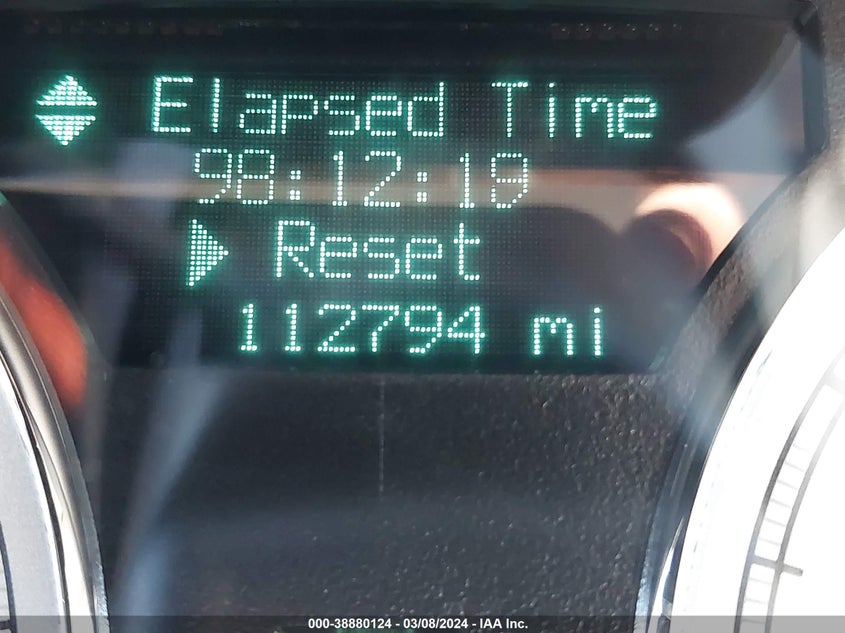 Elapsed Time
98:12:19
Reset
112794 mi
000-38880124 - 03/08/2024 - IAA Inc.